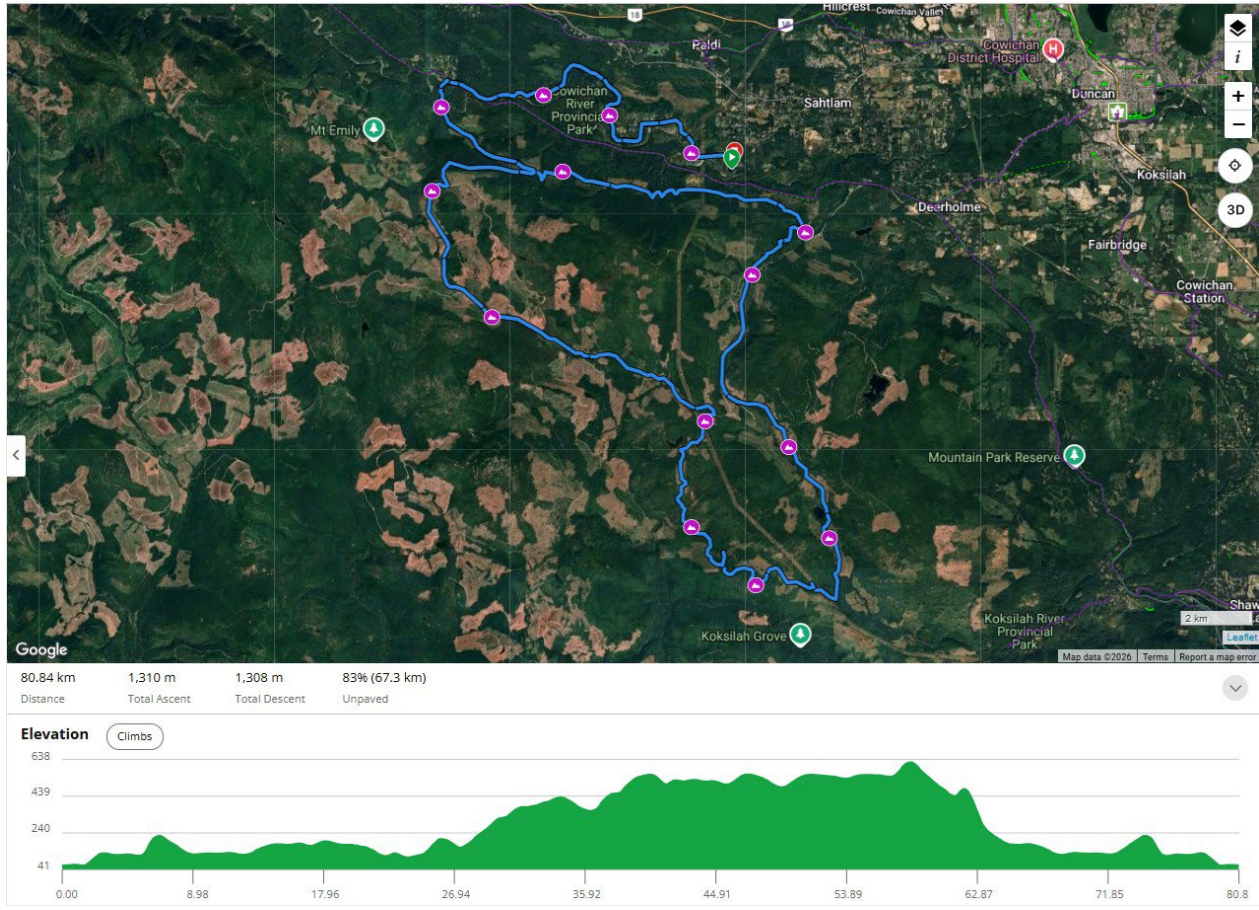 Hillcrest
Cowichan Valley
18
18
Paldi
Cowichan
District Hospital
H
i
Duncan
+
−
Sahtlam
Cowichan
River
Provincial
Park
Mt Emily
Koksilah
3D
Deerholme
Fairbridge
Cowichan
Station
Mountain Park Reserve
Koksilah Grove
Koksilah River
Provincial
Park
Shaw
2 km
Leaflet
Google
Map data ©2026 Terms Report a map error
80.84 km 1,310 m 1,308 m 83% (67.3 km)
Distance Total Ascent Total Descent Unpaved
Elevation Climbs
638
439
240
41
0.00 8.98 17.96 26.94 35.92 44.91 53.89 62.87 71.85 80.8